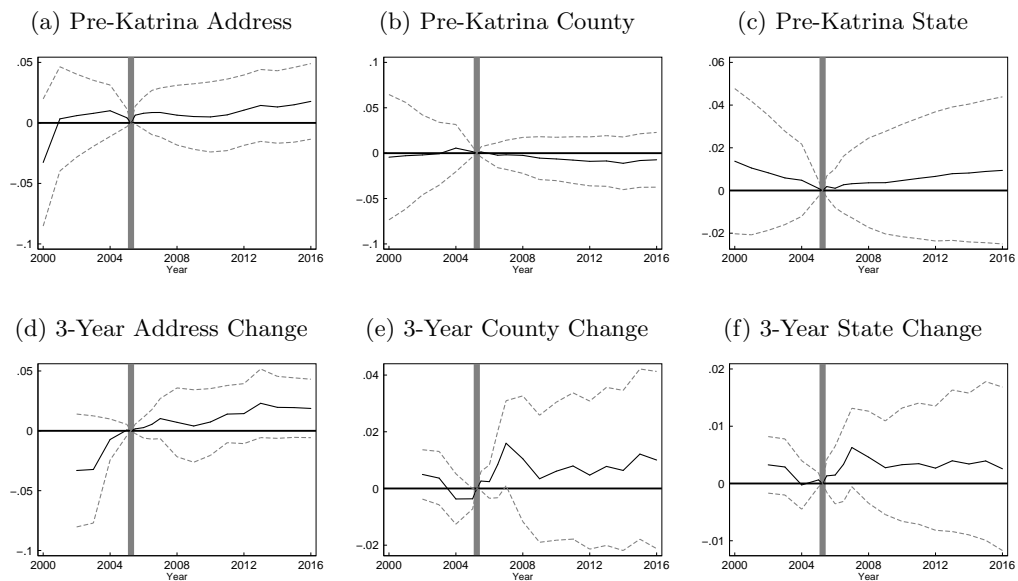 (a) Pre-Katrina Address
(b) Pre-Katrina County
(c) Pre-Katrina State
.05
0
−.05
−.1
2000 2004 2008 2012 2016
Year
.1
.05
0
−.05
−.1
2000 2004 2008 2012 2016
Year
.06
.04
.02
0
−.02
2000 2004 2008 2012 2016
Year
(d) 3-Year Address Change
(e) 3-Year County Change
(f) 3-Year State Change
.05
0
−.05
−.1
2000 2004 2008 2012 2016
Year
.04
.02
0
−.02
2000 2004 2008 2012 2016
Year
.02
.01
0
−.01
2000 2004 2008 2012 2016
Year